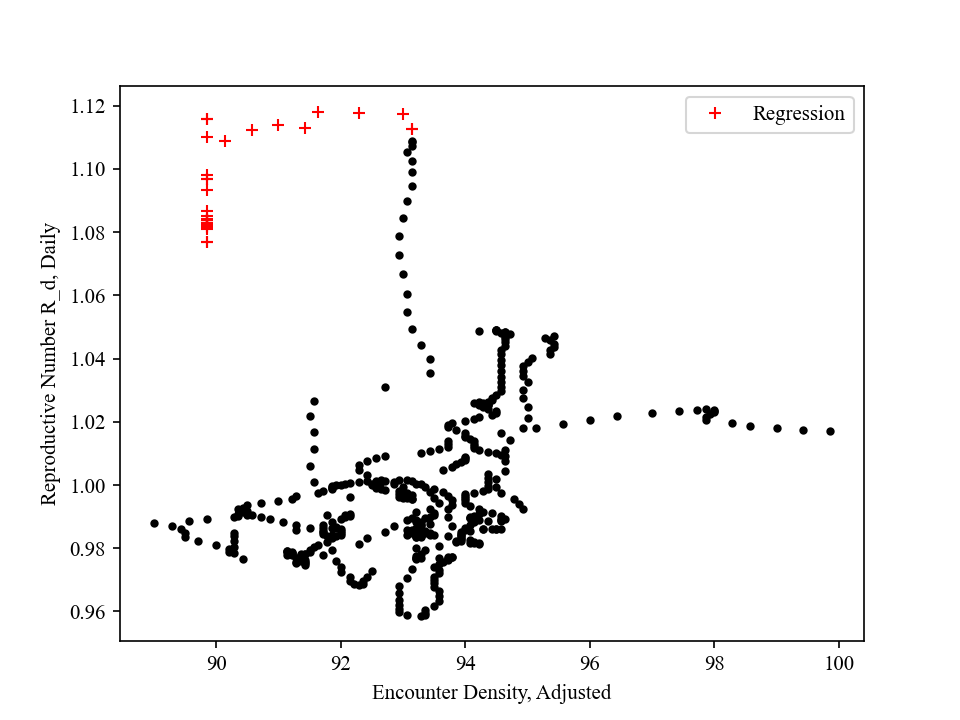 Regression
1.12
1.10
1.08
1.06
1.04
1.02
1.00
0.98
0.96
Reproductive Number R_d, Daily
90 92 94 96 98 100
Encounter Density, Adjusted